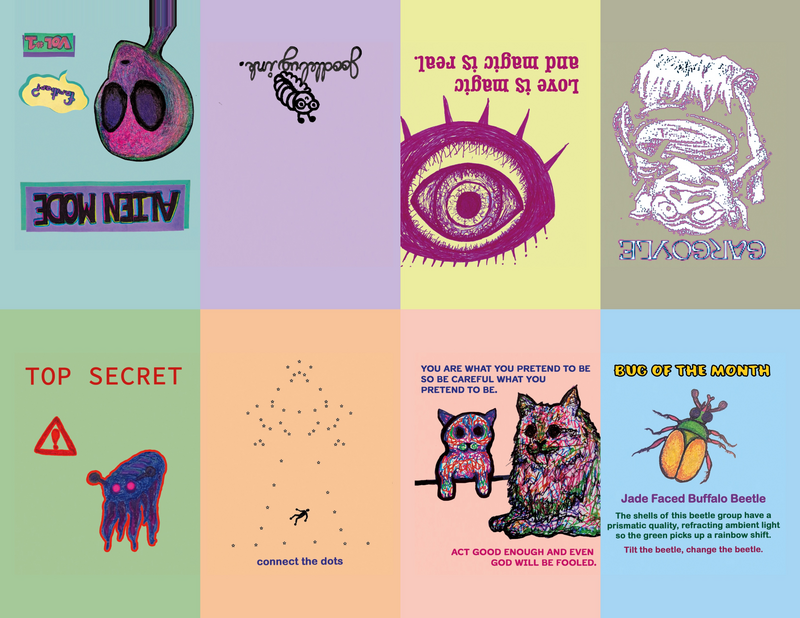 ALIEN MODE
VOL-1
Love is magic
and magic is real.
GARGOYLE
TOP SECRET
!
connect the dots
YOU ARE WHAT YOU PRETEND TO BE
SO BE CAREFUL WHAT YOU
PRETEND TO BE.
ACT GOOD ENOUGH AND EVEN
GOD WILL BE FOOLED.
BUG OF THE MONTH
Jade Faced Buffalo Beetle
The shells of this beetle group have a
prismatic quality, refracting ambient light
so the green picks up a rainbow shift.
Tilt the beetle, change the beetle.